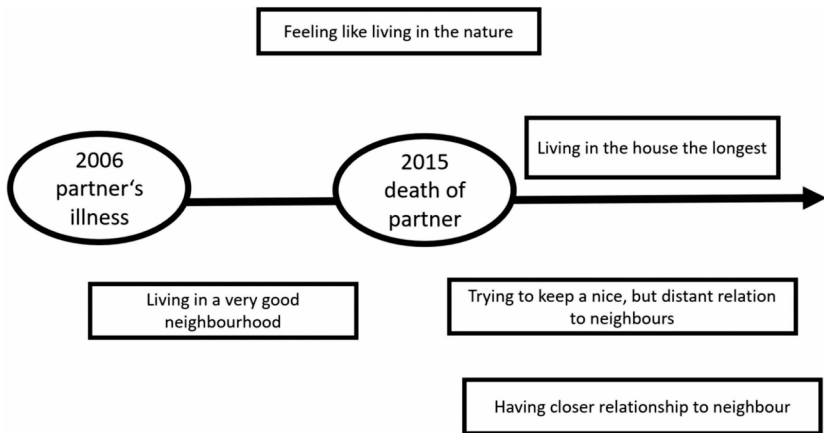 Feeling like living in the nature
Living in the house the longest
2006
partner‘s
illness
2015
death of
partner
Living in a very good
neighbourhood
Trying to keep a nice, but distant relation
to neighbours
Having closer relationship to neighbour